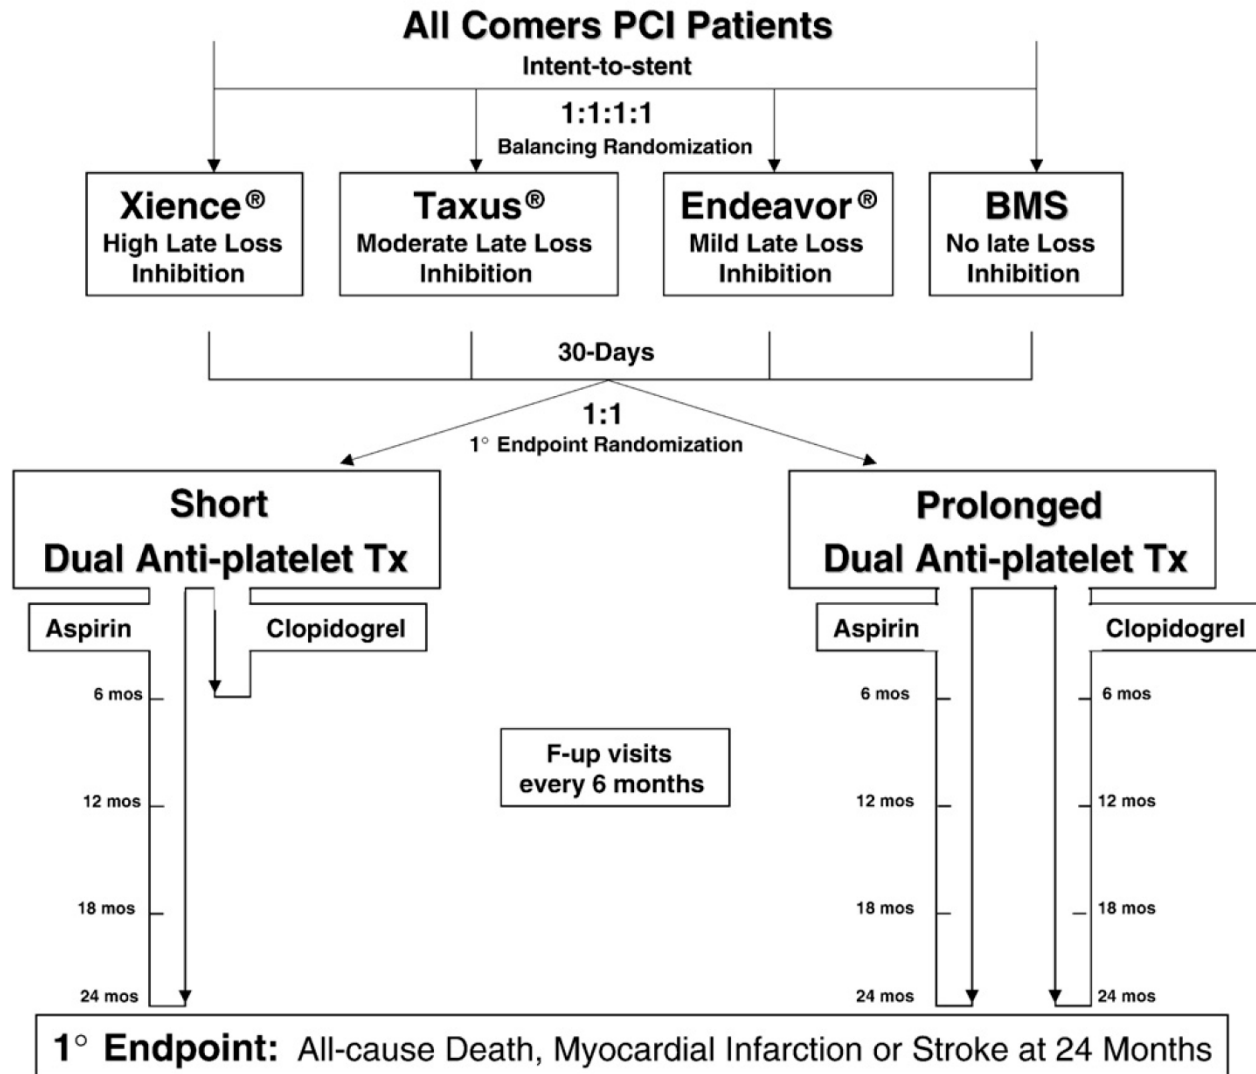 All Comers PCI Patients
Intent-to-stent
1:1:1:1
Balancing Randomization
Xience®
High Late Loss
Inhibition
Taxus®
Moderate Late Loss
Inhibition
Endeavor®
Mild Late Loss
Inhibition
BMS
No late Loss
Inhibition
30-Days
1:1
1° Endpoint Randomization
Short
Dual Anti-platelet Tx
Aspirin
Clopidogrel
6 mos
12 mos
18 mos
24 mos
F-up visits
every 6 months
Prolonged
Dual Anti-platelet Tx
Aspirin
Clopidogrel
6 mos
6 mos
12 mos
12 mos
18 mos
18 mos
24 mos
24 mos
1° Endpoint: All-cause Death, Myocardial Infarction or Stroke at 24 Months